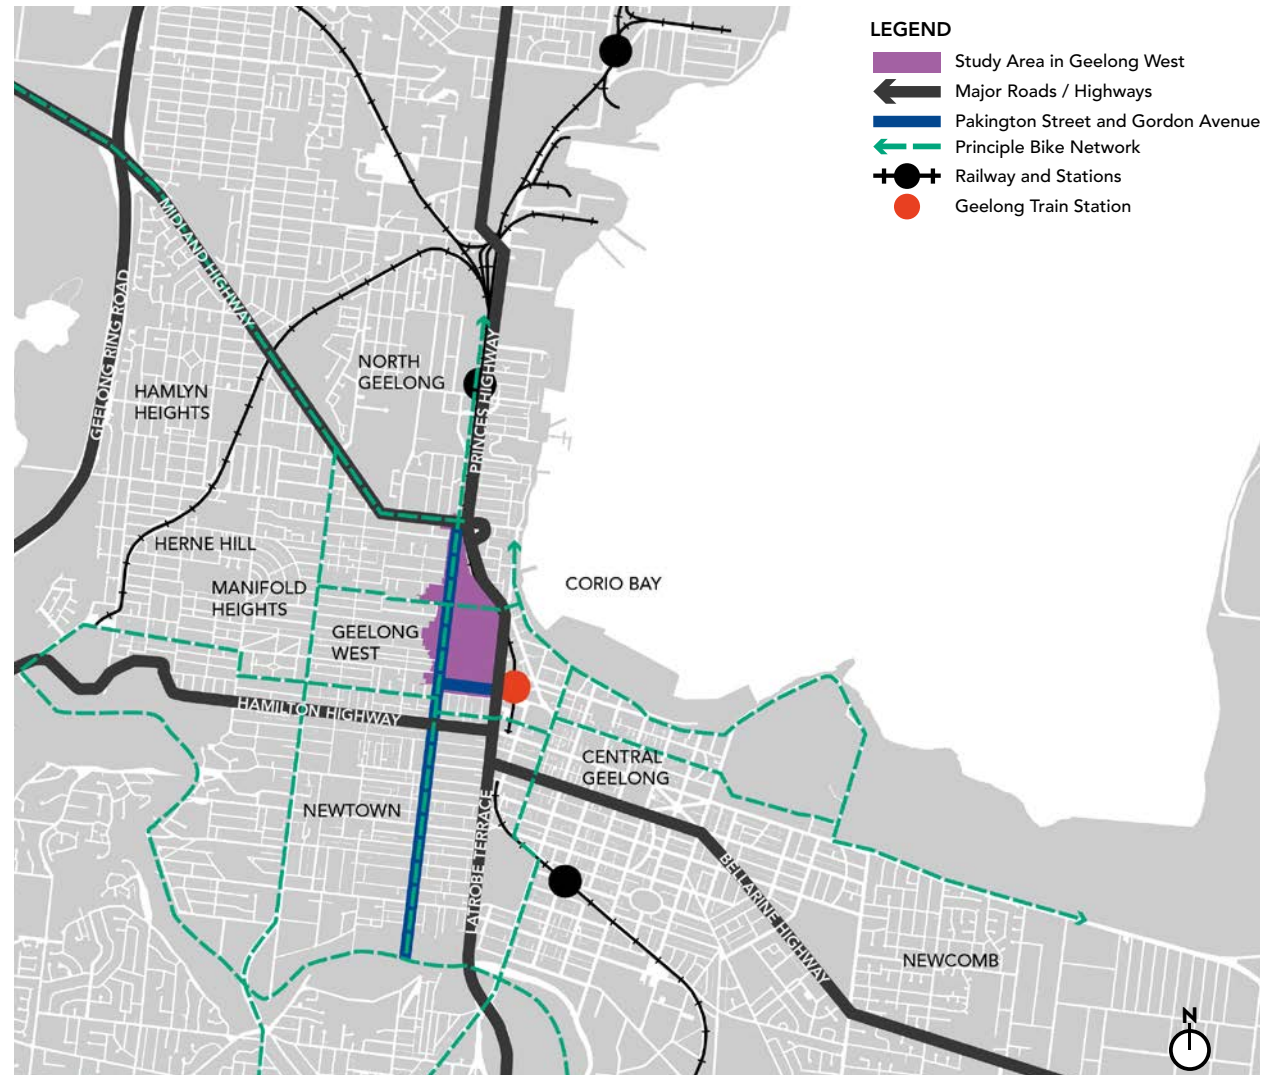 LEGEND
Study Area in Geelong West
Major Roads / Highways
Pakington Street and Gordon Avenue
Principle Bike Network
Railway and Stations
Geelong Train Station
MIDLAND HIGHWAY
GEELONG RING ROAD
NORTH
GEELONG
PRINCES HIGHWAY
HAMLYN
HEIGHTS
HERNE HILL
MANIFOLD
HEIGHTS
CORIO BAY
GEELONG
WEST
HAMILTON HIGHWAY
CENTRAL
GEELONG
NEWTOWN
LATROBE TERRACE
BELLARINE HIGHWAY
NEWCOMB
N